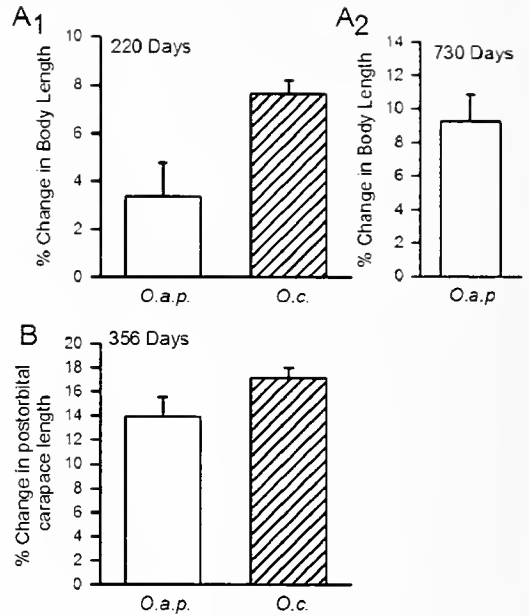 A1
220 Days
% Change in Body Length
10
8
6
4
2
0
O.a.p.
O.c.
A2
730 Days
% Change in Body Length
14
12
10
8
6
4
2
0
O.a.p
B
356 Days
% Change in postorbital
carapace length
20
18
16
14
12
10
8
6
4
2
0
O.a.p.
O.c.